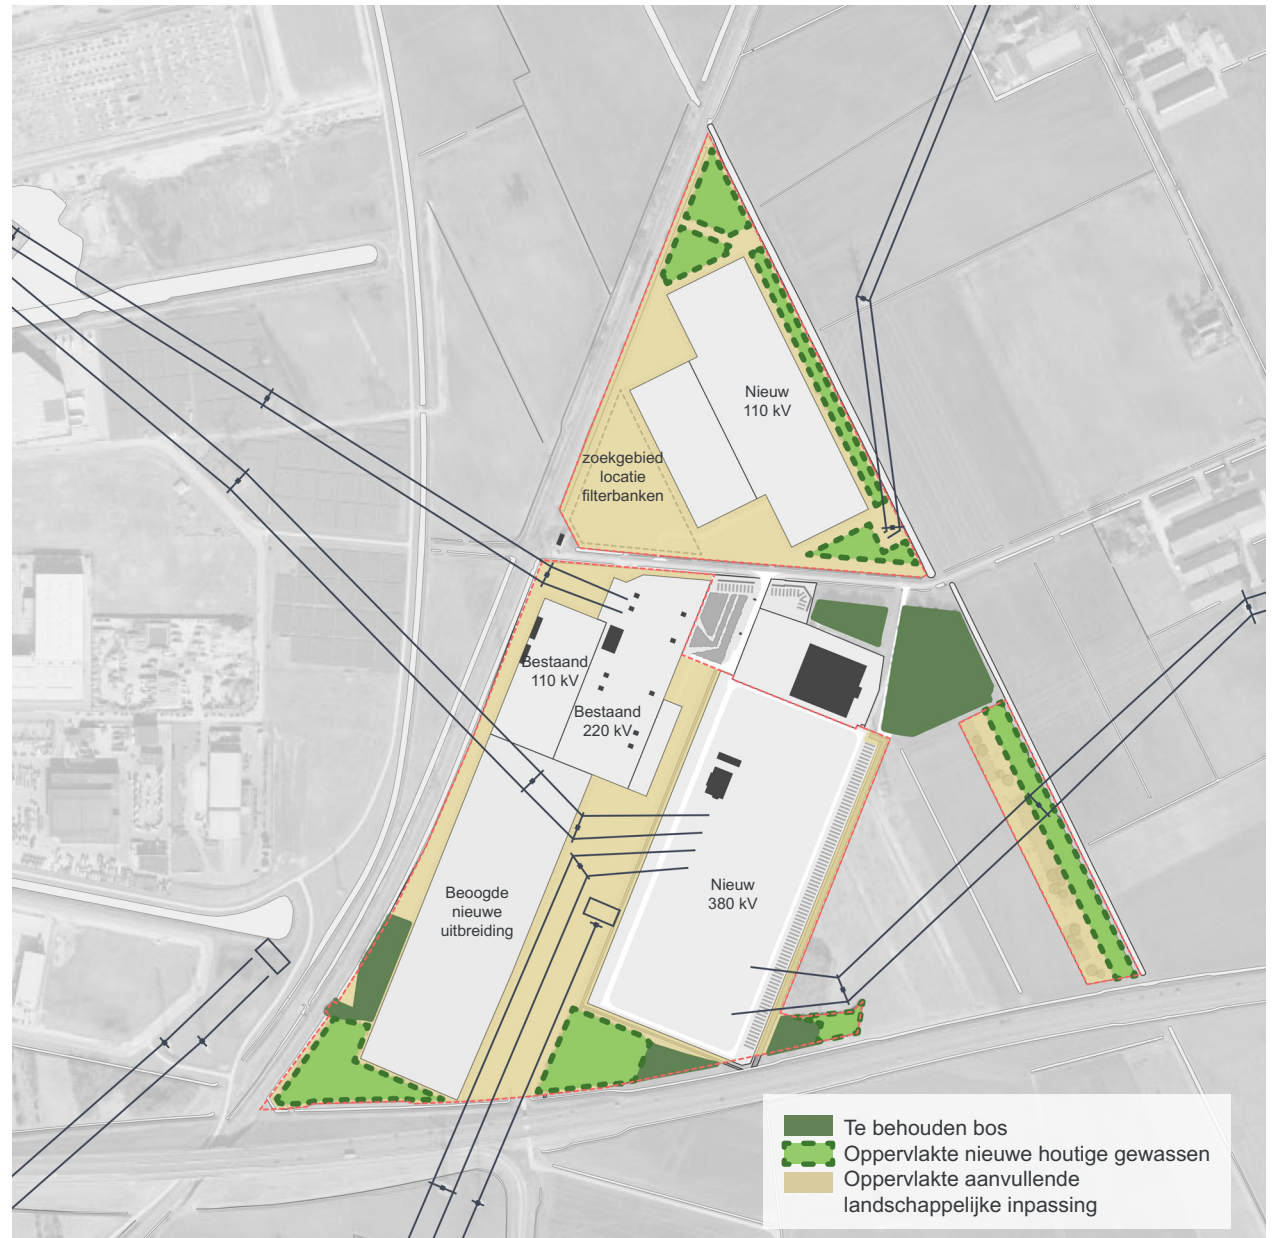 Nieuw
110 kV
zoekgebied
locatie
filterbanken
Bestaand
110 kV
Bestaand
220 kV
Beoogde
nieuwe
uitbreiding
Nieuw
380 kV
Te behouden bos
Oppervlakte nieuwe houtige gewassen
Oppervlakte aanvullende
landschappelijke inpassing